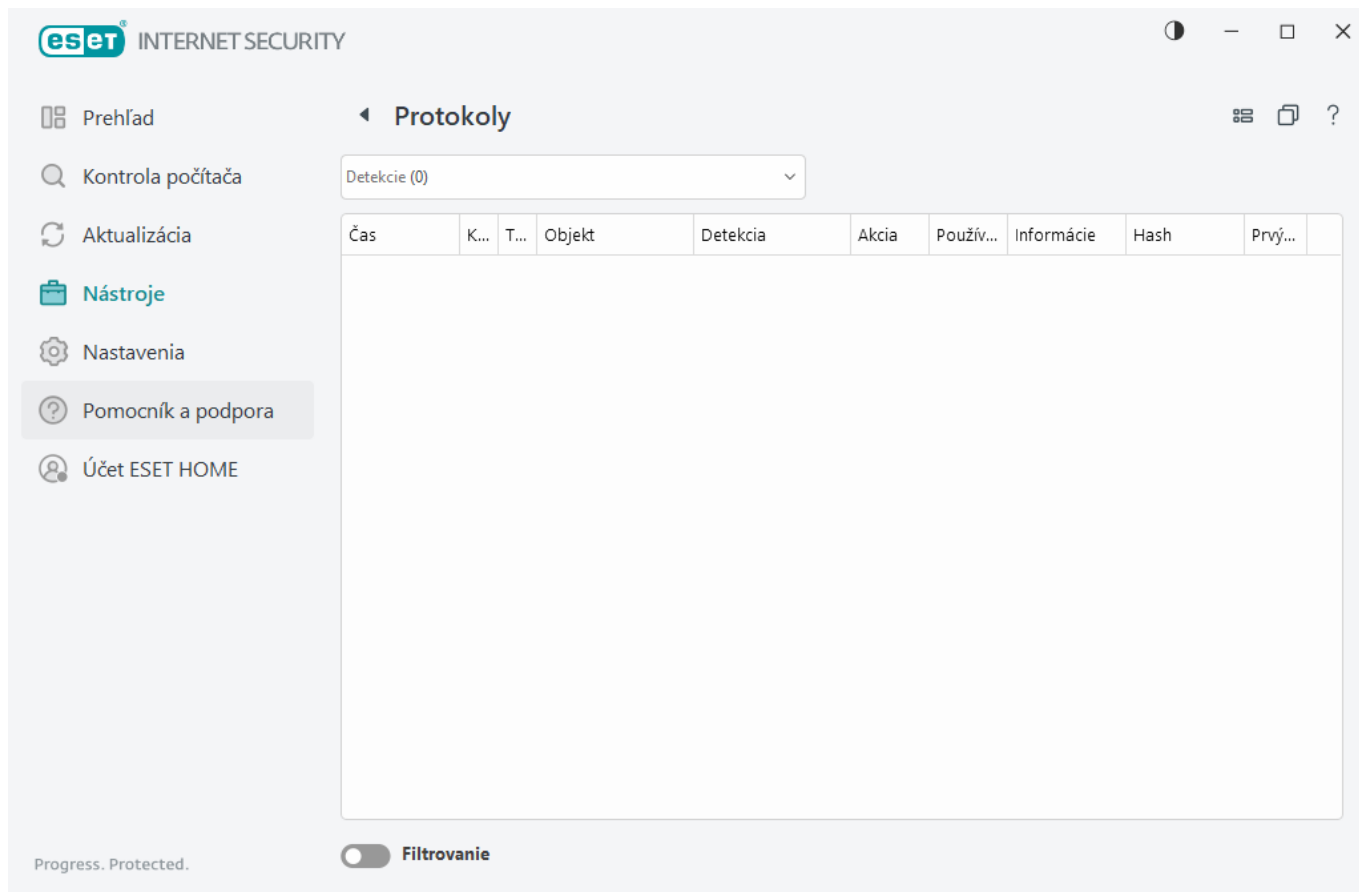 eset® INTERNET SECURITY
Prehľad
Kontrola počítača
Aktualizácia
Nástroje
Nastavenia
Pomocník a podpora
Účet ESET HOME
Progress. Protected.
Protokoly
?
Detekcie (0)
Čas K... T... Objekt Detekcia Akcia Použív... Informácie Hash Prvý...
Filtrovanie